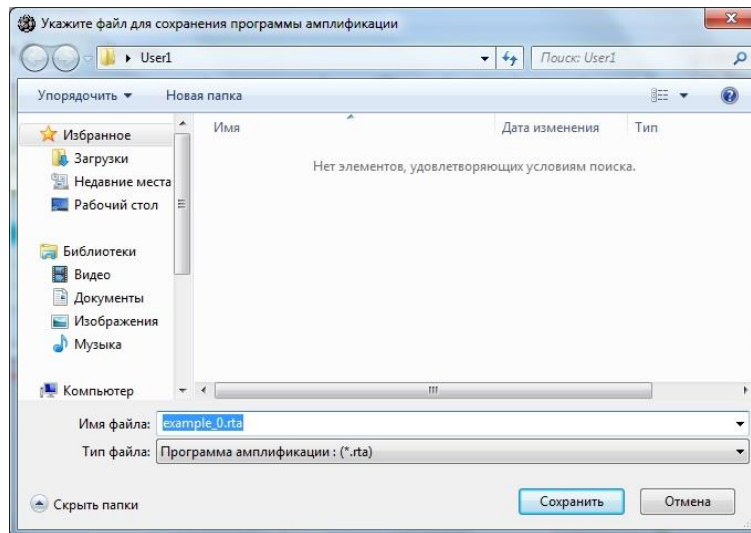 Укажите файл для сохранения программы амплификации
User1
Поиск: User1
Упорядочить
Новая папка
Избранное
Загрузки
Недавние места
Рабочий стол
Библиотеки
Видео
Документы
Изображения
Музыка
Компьютер
Имя
Дата изменения
Тип
Нет элементов, удовлетворяющих условиям поиска.
Имя файла: example_0.rta
Тип файла: Программа амплификации : (*.rta)
Скрыть папки
Сохранить
Отмена